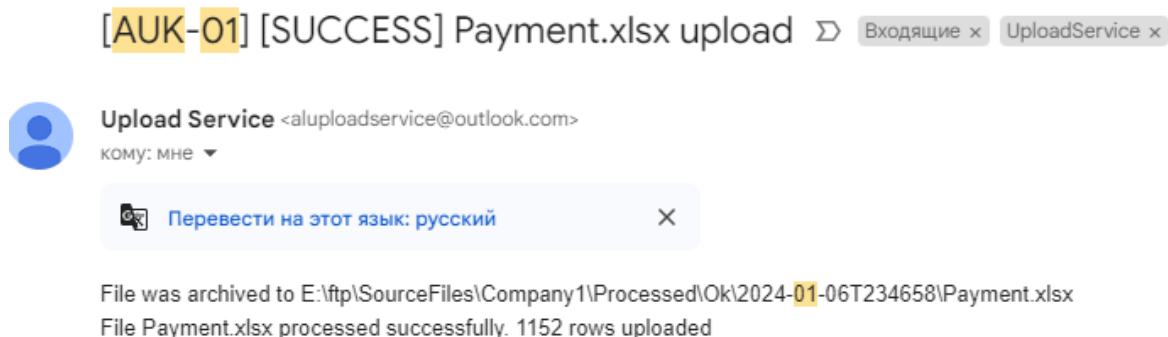 [AUK-01] [SUCCESS] Payment.xlsx upload Входящие × UploadService ×
Upload Service <aluploadservice@outlook.com>
кому: мне
Перевести на этот язык: русский ×
File was archived to E:\ftp\SourceFiles\Company1\Processed\Ok\2024-01-06T234658\Payment.xlsx
File Payment.xlsx processed successfully. 1152 rows uploaded